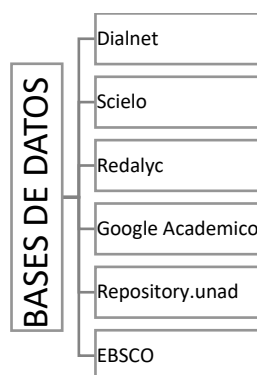 BASES DE DATOS
Dialnet
Scielo
Redalyc
Google Academico
Repository.unad
EBSCO